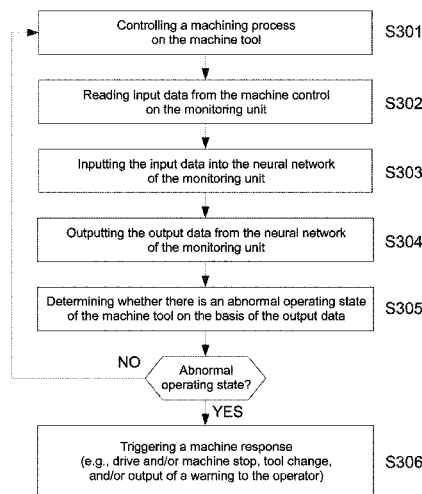 Controlling a machining process
on the machine tool
S301
Reading input data from the machine control
on the monitoring unit
S302
Inputting the input data into the neural network
of the monitoring unit
S303
Outputting the output data from the neural network
of the monitoring unit
S304
Determining whether there is an abnormal operating state
of the machine tool on the basis of the output data
S305
NO
Abnormal
operating state?
YES
Triggering a machine response
(e.g., drive and/or machine stop, tool change,
and/or output of a warning to the operator)
S306